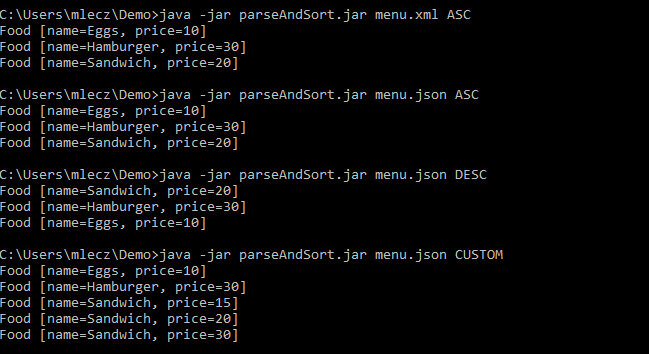 C:\Users\mlecz\Demo>java -jar parseAndSort.jar menu.xml ASC
Food [name=Eggs, price=10]
Food [name=Hamburger, price=30]
Food [name=Sandwich, price=20]
C:\Users\mlecz\Demo>java -jar parseAndSort.jar menu.json ASC
Food [name=Eggs, price=10]
Food [name=Hamburger, price=30]
Food [name=Sandwich, price=20]
C:\Users\mlecz\Demo>java -jar parseAndSort.jar menu.json DESC
Food [name=Sandwich, price=20]
Food [name=Hamburger, price=30]
Food [name=Eggs, price=10]
C:\Users\mlecz\Demo>java -jar parseAndSort.jar menu.json CUSTOM
Food [name=Eggs, price=10]
Food [name=Hamburger, price=30]
Food [name=Sandwich, price=15]
Food [name=Sandwich, price=20]
Food [name=Sandwich, price=30]